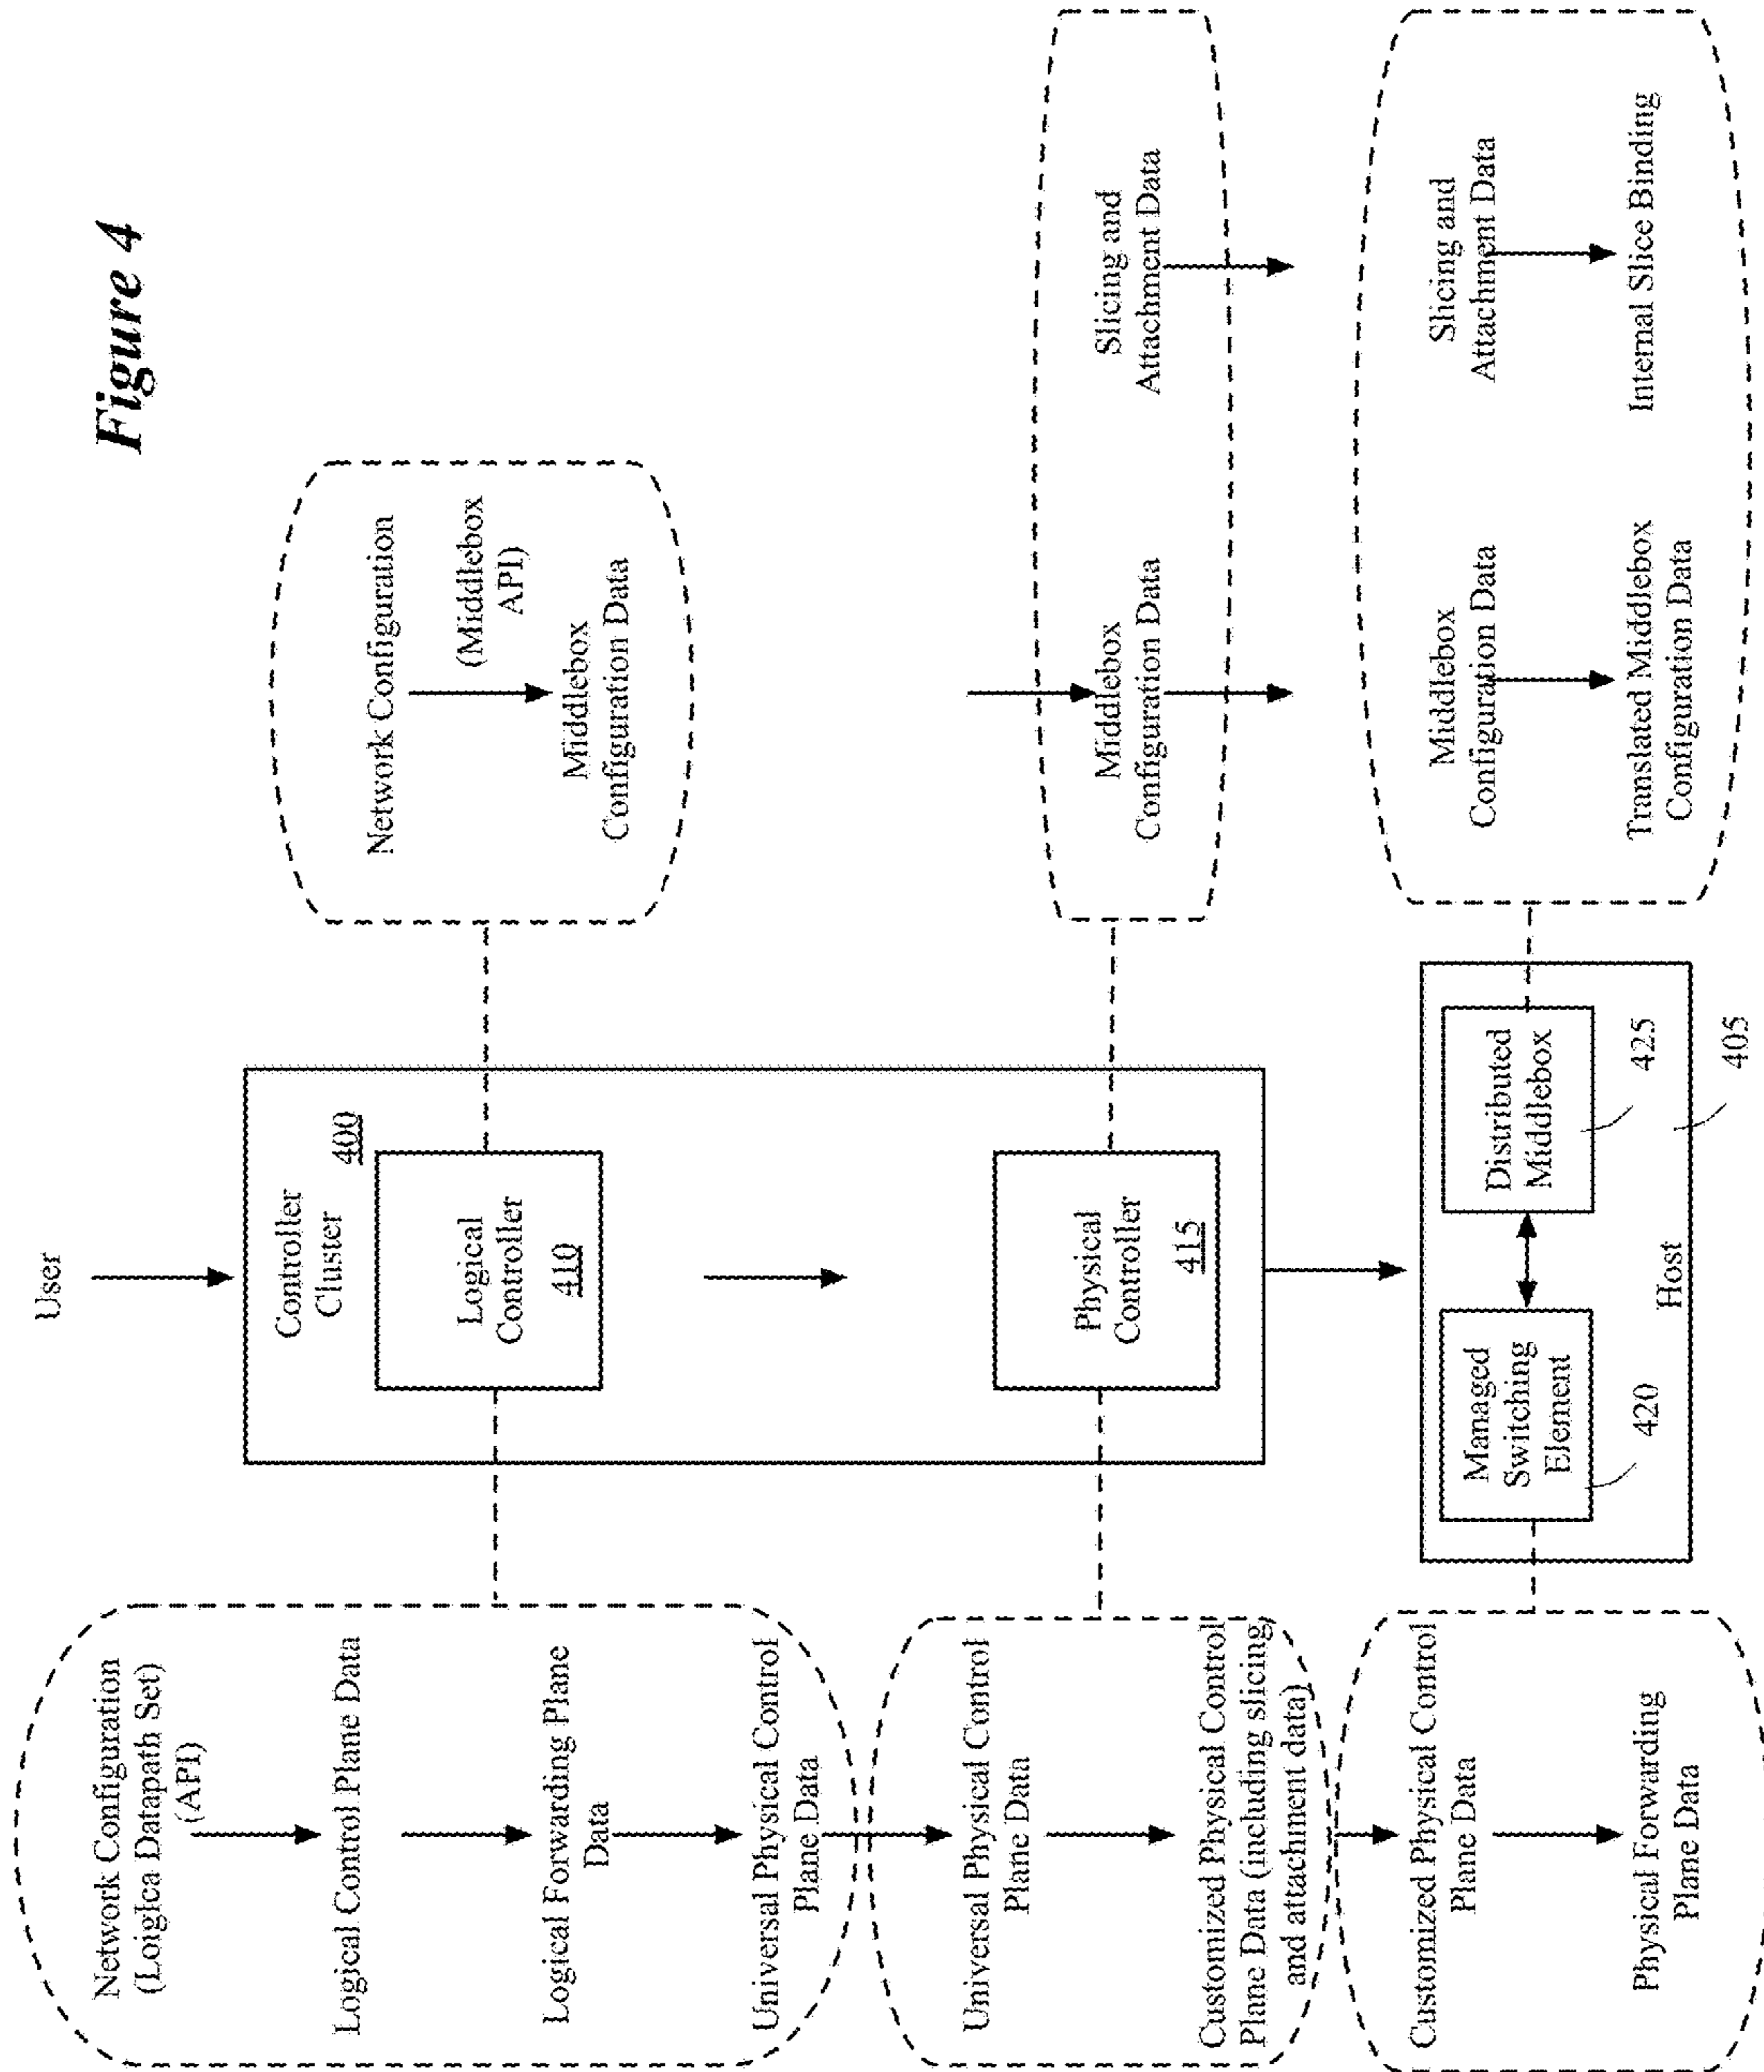 Figure 4
User
Network Configuration
(Loigica Datapath Set)
(API)
Logical Control Plane Data
Logical Forwarding Plane
Data
Universal Physical Control
Plane Data
Controller
Cluster
400
Logical
Controller
410
Network Configuration
(Middlebox
API)
Middlebox
Configuration Data
Universal Physical Control
Plane Data
Customized Physical Control
Plane Data (including slicing
and attachment data)
Physical
Controller
415
Middlebox
Configuration Data
Slicing and
Attachment Data
Customized Physical Control
Plane Data
Physical Forwarding
Plane Data
Managed
Switching
Element
420
Distributed
Middlebox
425
Host
405
Middlebox
Configuration Data
Translated Middlebox
Configuration Data
Slicing and
Attachment Data
Internal Slice Binding